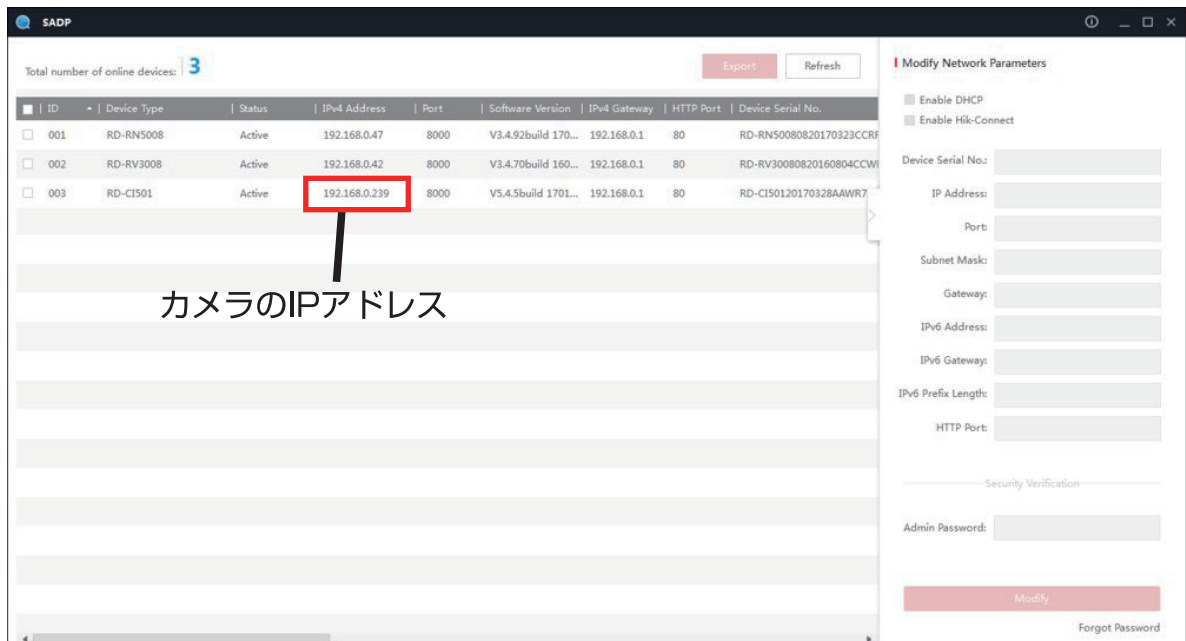 SADP
Total number of online devices: 3
Export
Refresh
ID Device Type Status IPv4 Address Port Software Version IPv4 Gateway HTTP Port Device Serial No.
001 RD-RN5008 Active 192.168.0.47 8000 V3.4.92build 170... 192.168.0.1 80 RD-RN50080820170323CCRR
002 RD-RV3008 Active 192.168.0.42 8000 V3.4.70build 160... 192.168.0.1 80 RD-RV30080820160804CCW
003 RD-CI501 Active 192.168.0.239 8000 V5.4.5build 1701... 192.168.0.1 80 RD-CI50120170328AAWR7
カメラのIPアドレス
Modify Network Parameters
Enable DHCP
Enable Hik-Connect
Device Serial No.:
IP Address:
Port:
Subnet Mask:
Gateway:
IPv6 Address:
IPv6 Gateway:
IPv6 Prefix Length:
HTTP Port:
Security Verification
Admin Password:
Modify
Forgot Password